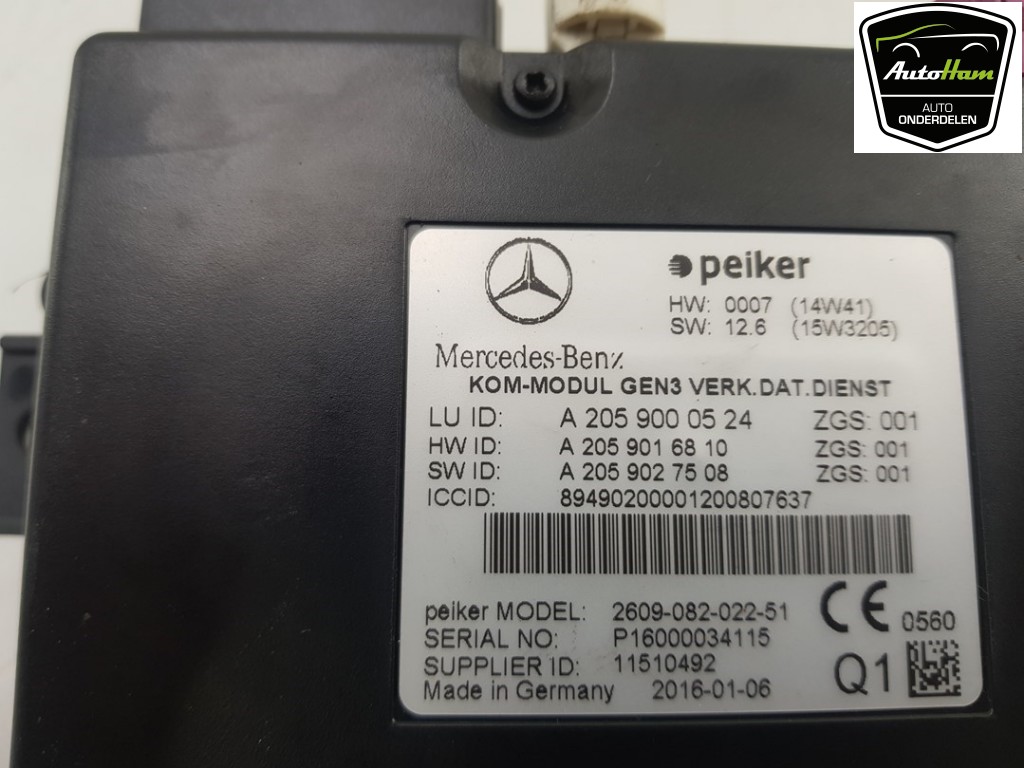 AutoHam
AUTO
ONDERDELEN
peiker
HW: 0007 (14W41)
SW: 12.6 (15W3205)
Mercedes-Benz
KOM-MODUL GEN3 VERK.DAT.DIENST
LU ID: A 205 900 05 24 ZGS: 001
HW ID: A 205 901 68 10 ZGS: 001
SW ID: A 205 902 75 08 ZGS: 001
ICCID: 89490200001200807637
peiker MODEL: 2609-082-022-51
CE 0560
SERIAL NO: P16000034115
SUPPLIER ID: 11510492
Q1
Made in Germany 2016-01-06